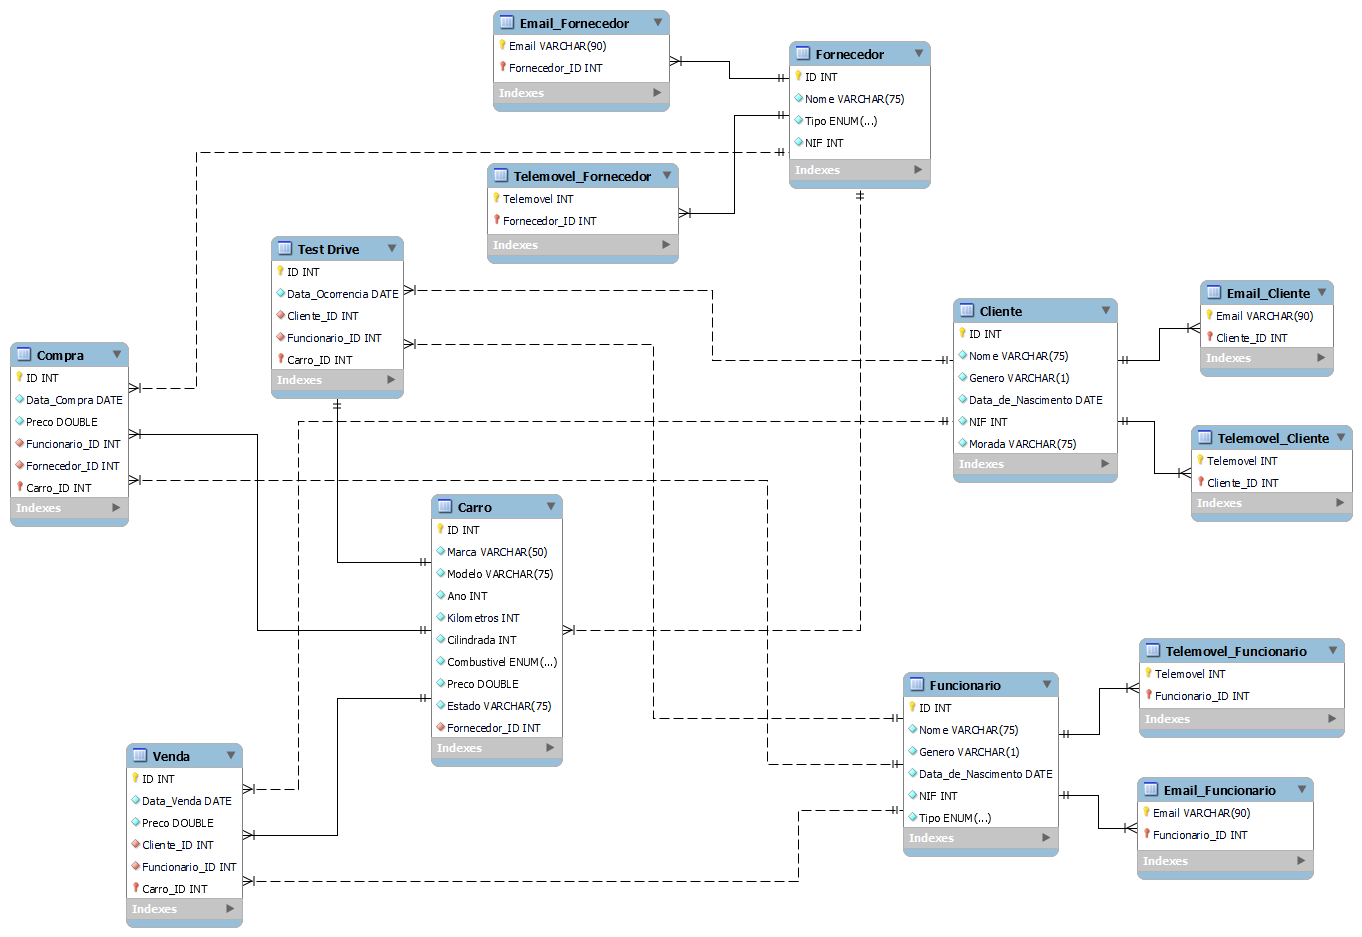 Email_Fornecedor
Email VARCHAR(90)
Fornecedor_ID INT
Indexes
Fornecedor
ID INT
Nome VARCHAR(75)
Tipo ENUM(...)
NIF INT
Indexes
Telemovel_Fornecedor
Telemovel INT
Fornecedor_ID INT
Indexes
Test Drive
ID INT
Data_Ocorrencia DATE
Cliente_ID INT
Funcionario_ID INT
Carro_ID INT
Indexes
Cliente
ID INT
Nome VARCHAR(75)
Genero VARCHAR(1)
Data_de_Nascimento DATE
NIF INT
Morada VARCHAR(75)
Indexes
Email_Cliente
Email VARCHAR(90)
Cliente_ID INT
Indexes
Telemovel_Cliente
Telemovel INT
Cliente_ID INT
Indexes
Compra
ID INT
Data_Compra DATE
Preco DOUBLE
Funcionario_ID INT
Fornecedor_ID INT
Carro_ID INT
Indexes
Carro
ID INT
Marca VARCHAR(50)
Modelo VARCHAR(75)
Ano INT
Kilometros INT
Cilindrada INT
Combustivel ENUM(...)
Preco DOUBLE
Estado VARCHAR(75)
Fornecedor_ID INT
Indexes
Funcionario
ID INT
Nome VARCHAR(75)
Genero VARCHAR(1)
Data_de_Nascimento DATE
NIF INT
Tipo ENUM(...)
Indexes
Telemovel_Funcionario
Telemovel INT
Funcionario_ID INT
Indexes
Email_Funcionario
Email VARCHAR(90)
Funcionario_ID INT
Indexes
Venda
ID INT
Data_Venda DATE
Preco DOUBLE
Cliente_ID INT
Funcionario_ID INT
Carro_ID INT
Indexes